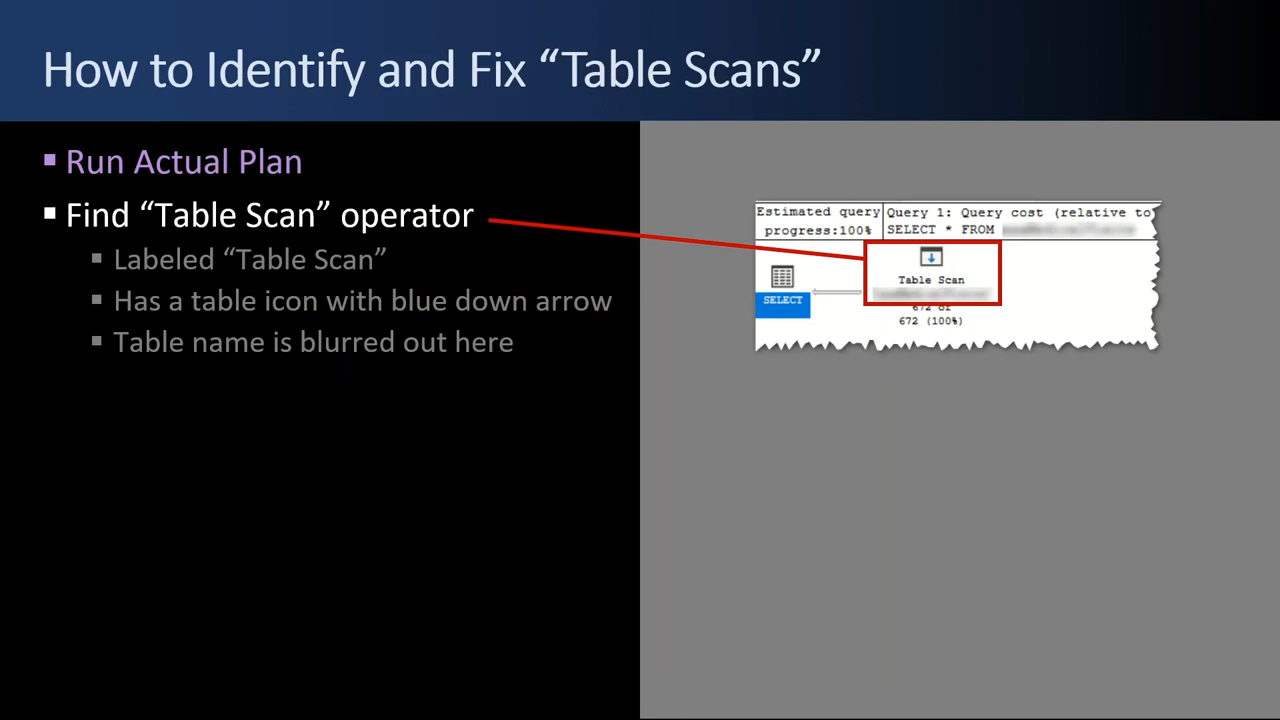 How to Identify and Fix “Table Scans”
Run Actual Plan
Find “Table Scan” operator
Labeled “Table Scan”
Has a table icon with blue down arrow
Table name is blurred out here
Estimated query
progress:100%
Query 1: Query cost (relative to
SELECT * FROM
Table Scan
SELECT
672 of
672 (100%)